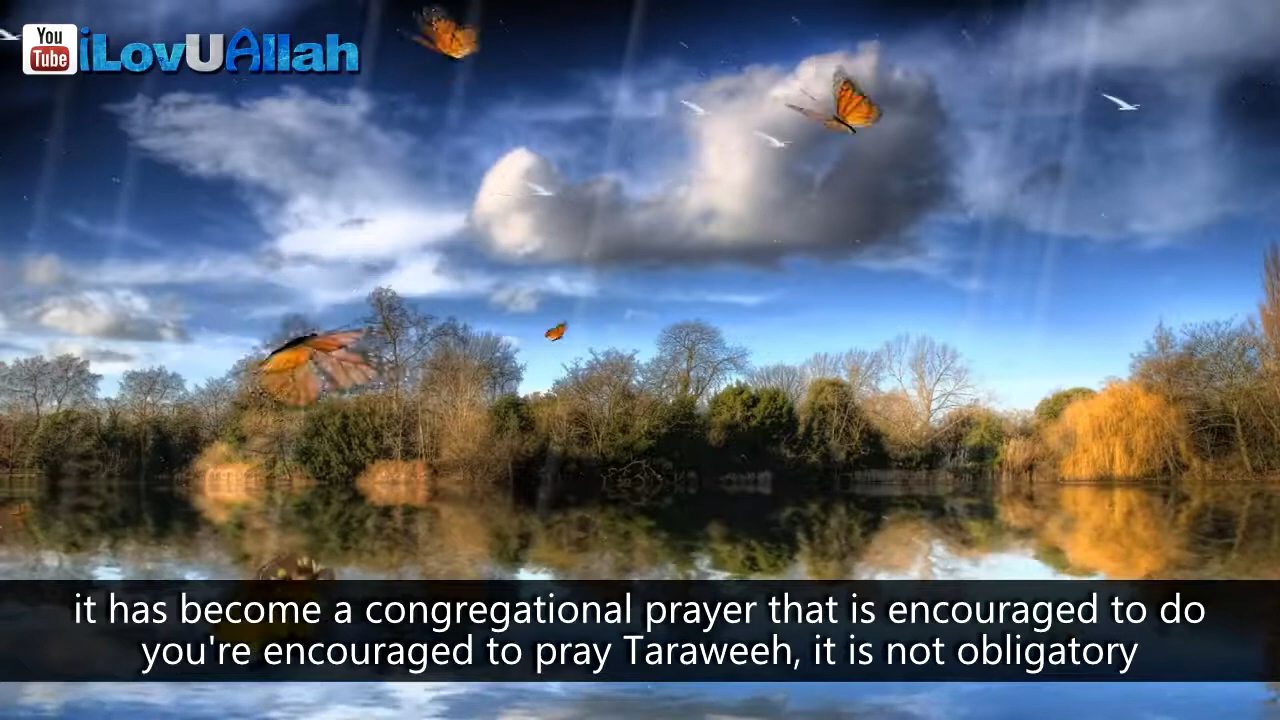 You
Tube
iLovUAllah
it has become a congregational prayer that is encouraged to do
you're encouraged to pray Taraweeh, it is not obligatory